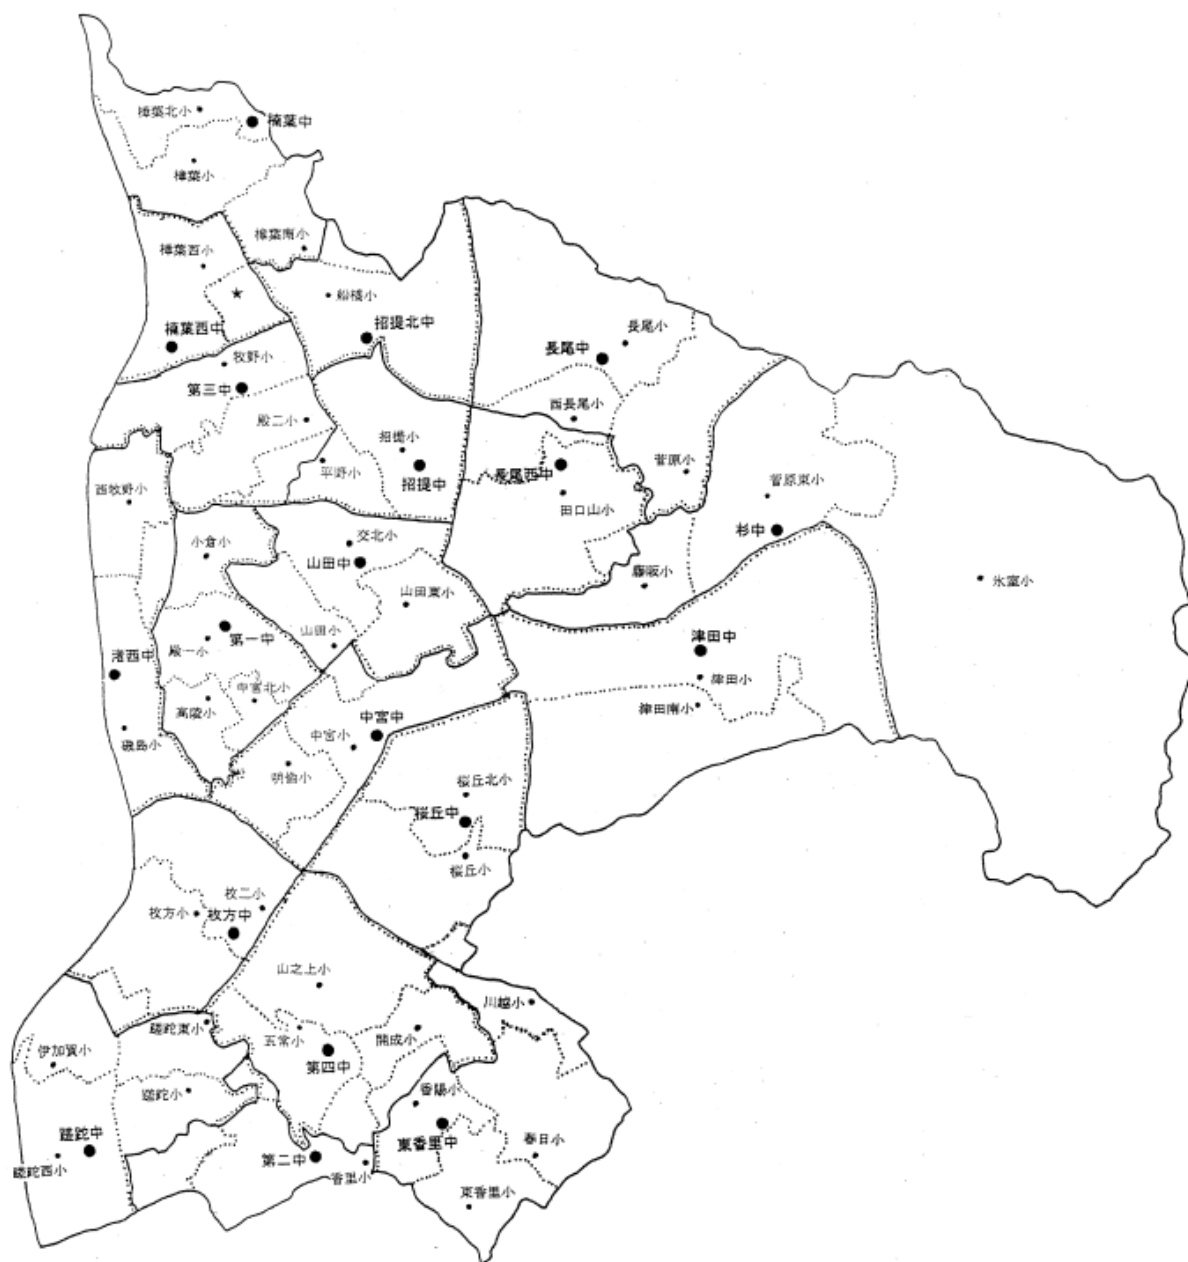 樟葉北小
楠葉中
樟葉小
樟葉南小
樟葉西小
★
船橋小
楠葉西中
招提北中
長尾小
長尾中
牧野小
第三中
西長尾小
殿二小
招提小
平野小
招提中
長尾西中
菅原小
菅原東小
西牧野小
田口山小
杉中
交北小
小倉小
山田中
藤阪小
氷室小
山田東小
第一中
山田小
殿一小
津田中
渚西中
津田小
中宮北小
高陵小
津田南小
中宮中
磯島小
中宮小
明倫小
桜丘北小
桜丘中
桜丘小
枚二小
枚方小
枚方中
山之上小
川越小
蹉跎東小
五常小
開成小
伊加賀小
第四中
蹉跎小
香陽小
蹉跎中
東香里中
春日小
第二中
蹉跎西小
香里小
東香里小